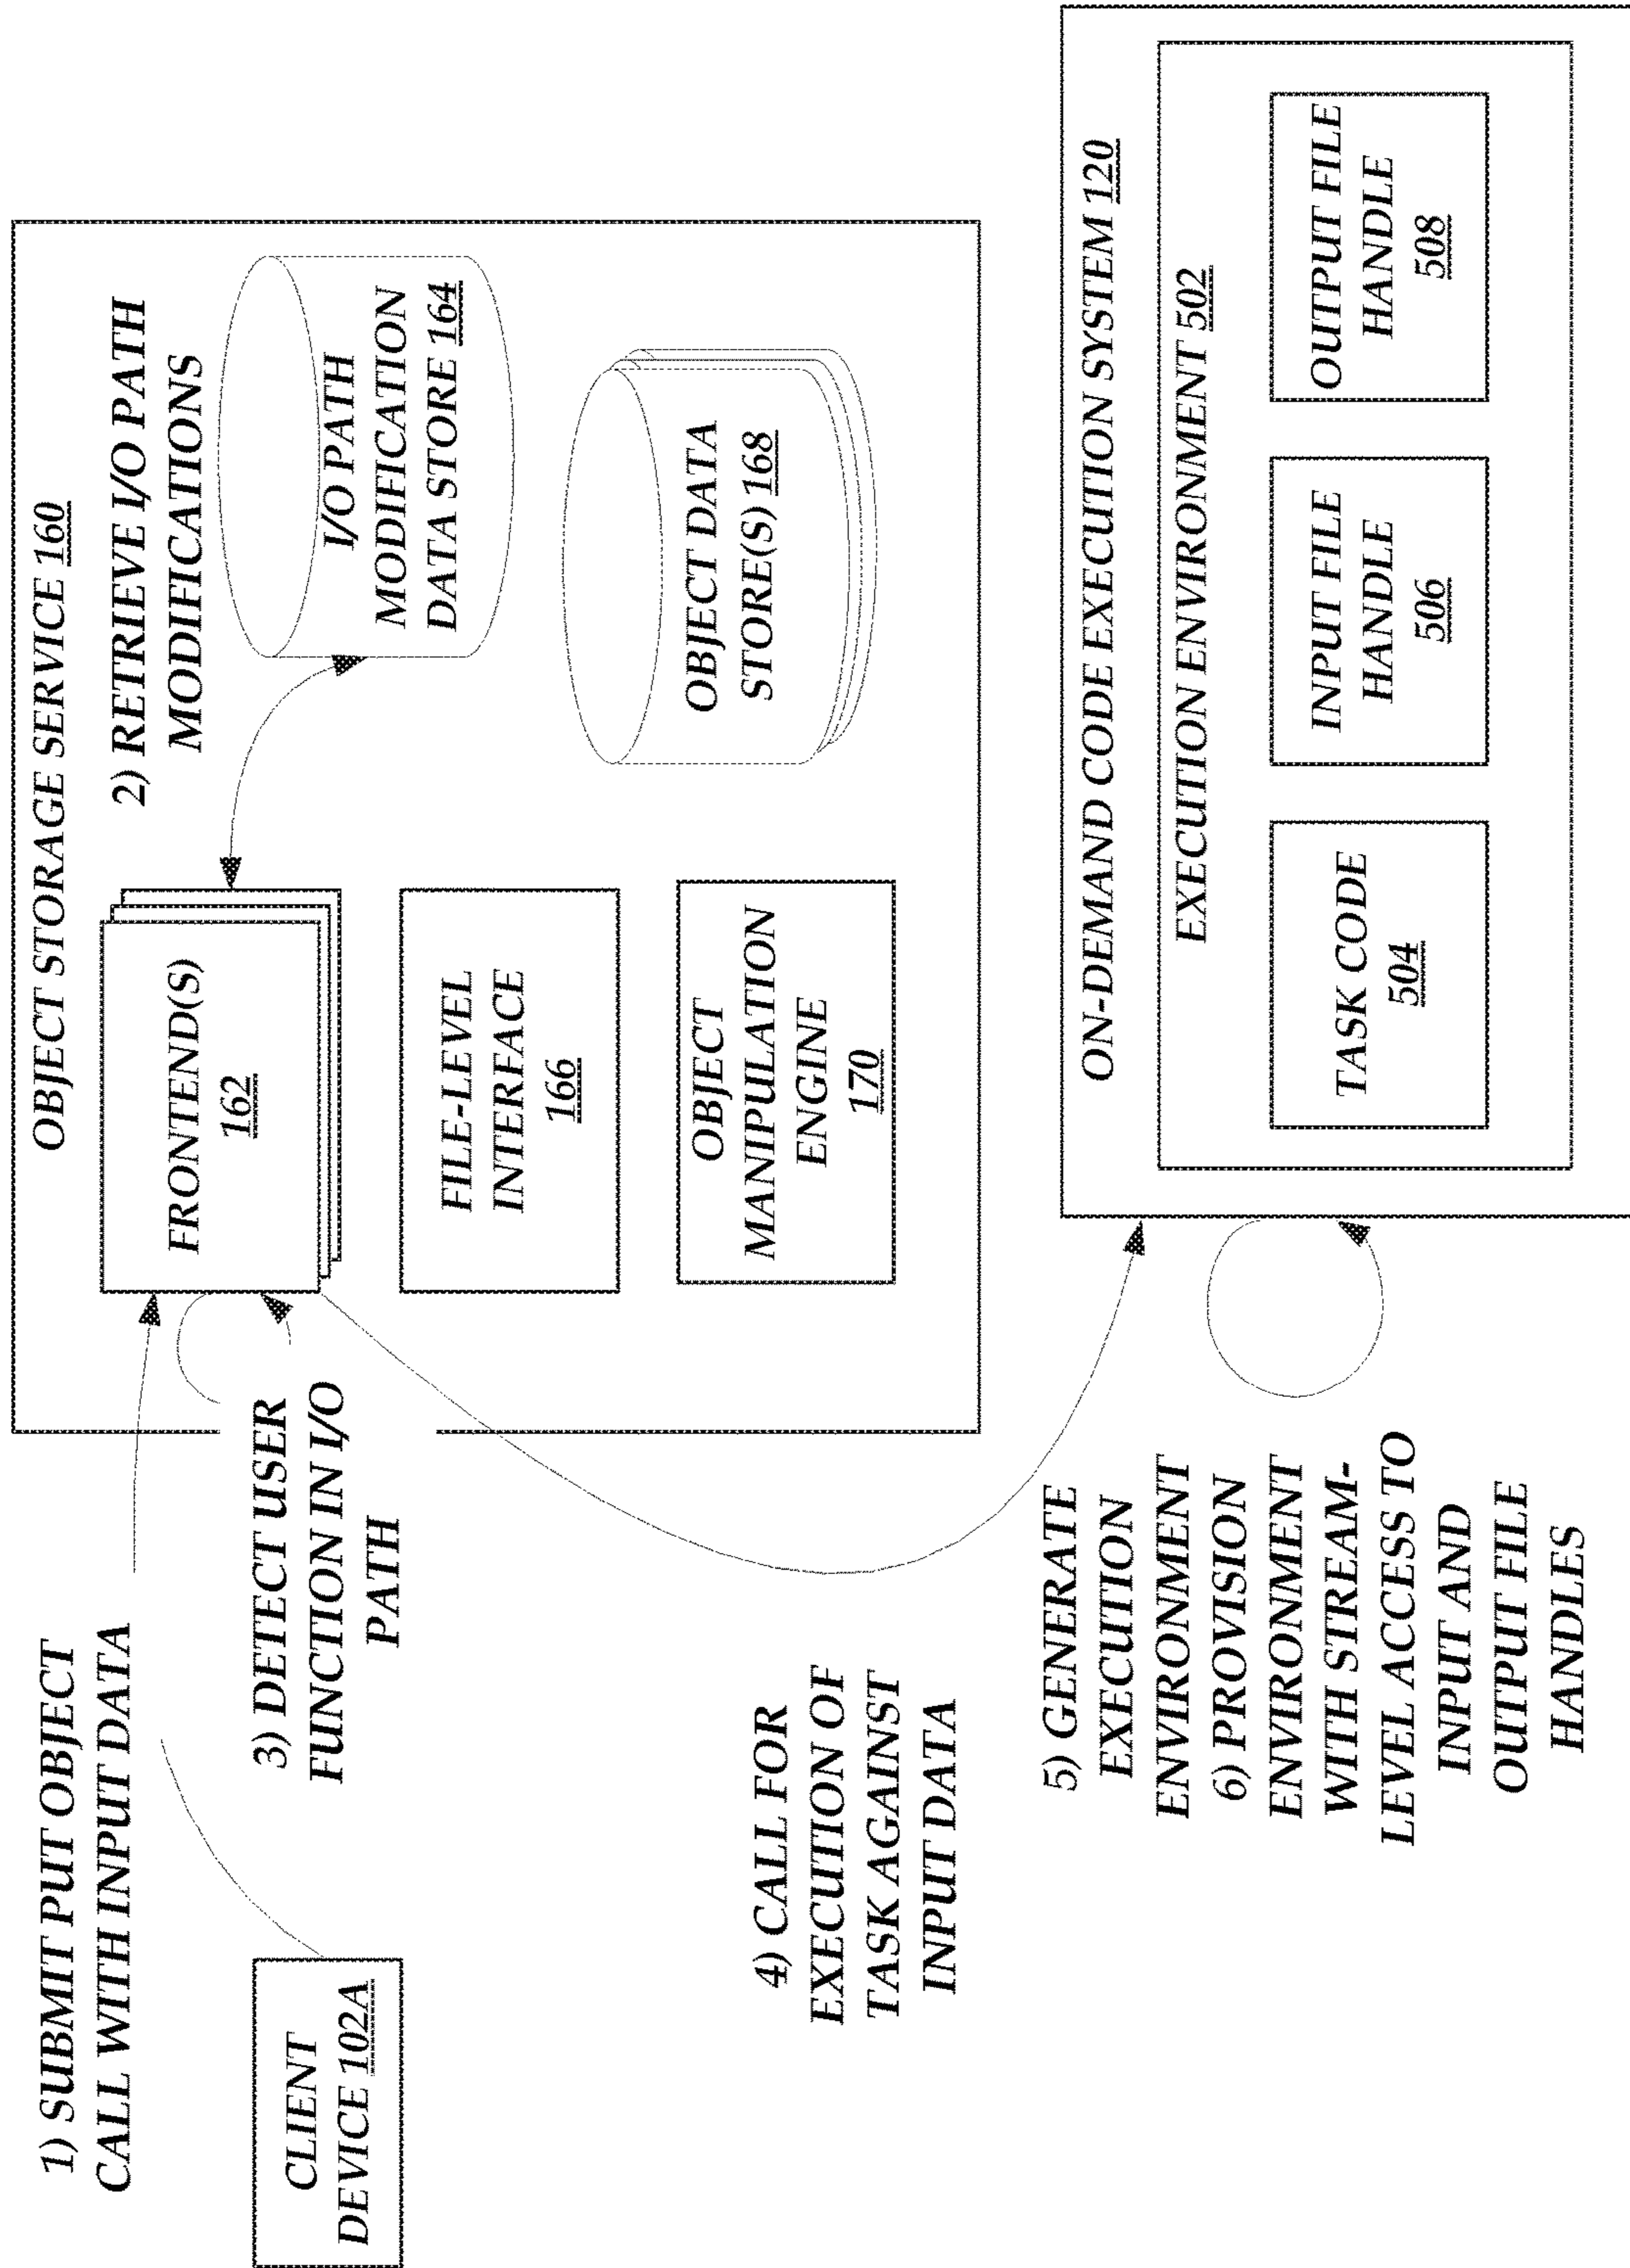 1) SUBMIT PUT OBJECT
CALL WITH INPUT DATA
CLIENT
DEVICE 102A
3) DETECT USER
FUNCTION IN I/O
PATH
4) CALL FOR
EXECUTION OF
TASK AGAINST
INPUT DATA
5) GENERATE
EXECUTION
ENVIRONMENT
6) PROVISION
ENVIRONMENT
WITH STREAM-
LEVEL ACCESS TO
INPUT AND
OUTPUT FILE
HANDLES
OBJECT STORAGE SERVICE 160
FRONTEND(S)
162
2) RETRIEVE I/O PATH
MODIFICATIONS
I/O PATH
MODIFICATION
DATA STORE 164
FILE-LEVEL
INTERFACE
166
OBJECT DATA
STORE(S) 168
OBJECT
MANIPULATION
ENGINE
170
ON-DEMAND CODE EXECUTION SYSTEM 120
EXECUTION ENVIRONMENT 502
TASK CODE
504
INPUT FILE
HANDLE
506
OUTPUT FILE
HANDLE
508